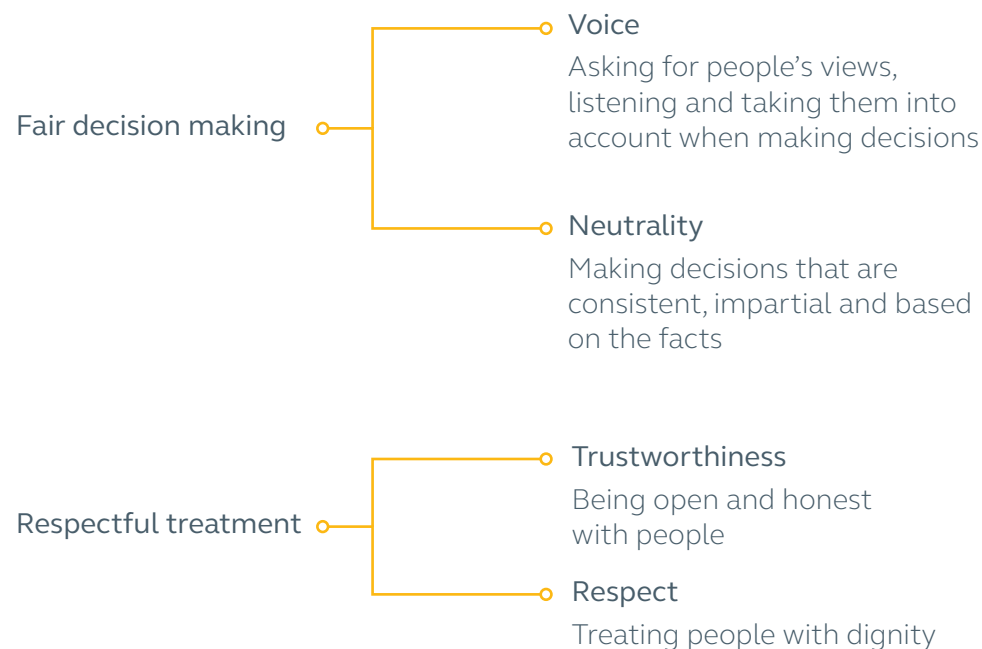 Fair decision making
Voice
Asking for people’s views,
listening and taking them into
account when making decisions
Neutrality
Making decisions that are
consistent, impartial and based
on the facts
Respectful treatment
Trustworthiness
Being open and honest
with people
Respect
Treating people with dignity